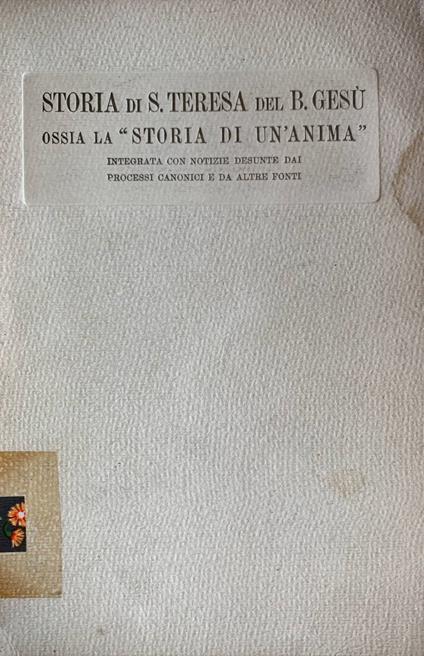 STORIA DI S. TERESA DEL B. GESÙ
OSSIA LA “STORIA DI UN'ANIMA”
INTEGRATA CON NOTIZIE DESUNTE DAI
PROCESSI CANONICI E DA ALTRE FONTI